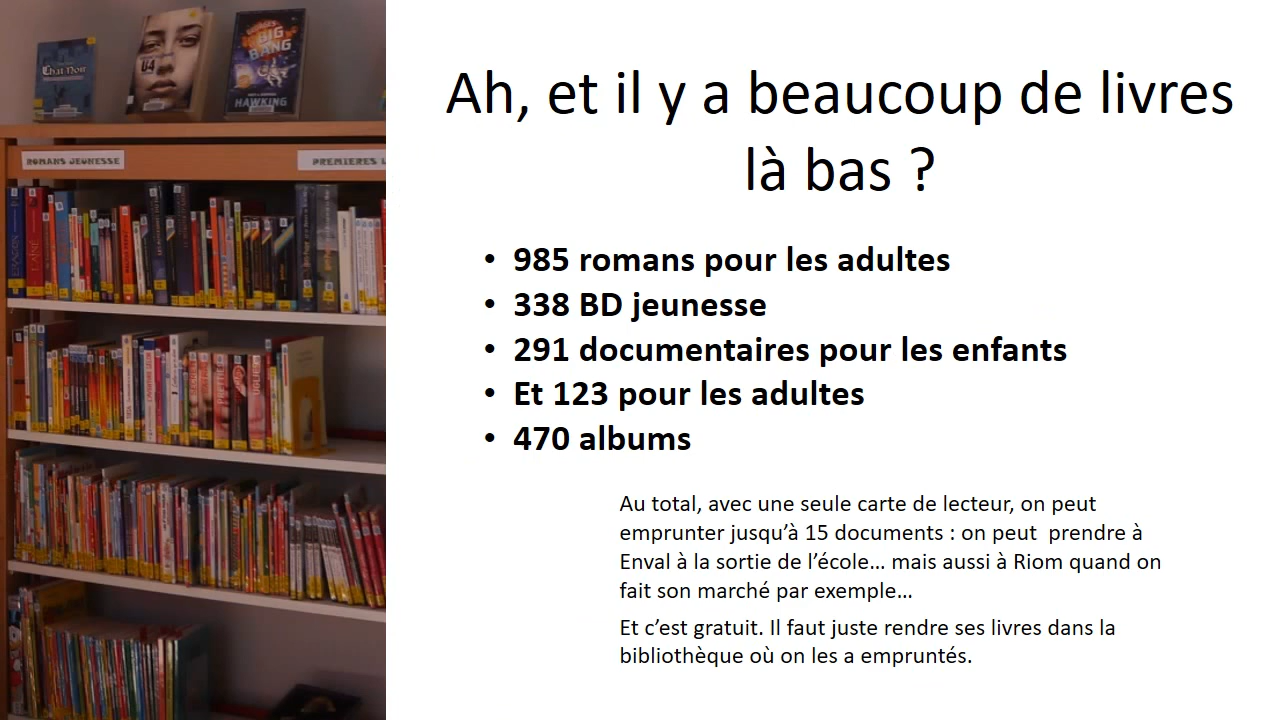 Chat Noir
U4
BIG
BANG
HAWKING
ROMANS JEUNESSE
PREMIERES L
Ah, et il y a beaucoup de livres
là bas ?
• 985 romans pour les adultes
• 338 BD jeunesse
• 291 documentaires pour les enfants
• Et 123 pour les adultes
• 470 albums
Au total, avec une seule carte de lecteur, on peut
emprunter jusqu’à 15 documents : on peut  prendre à
Enval à la sortie de l’école… mais aussi à Riom quand on
fait son marché par exemple…
Et c’est gratuit. Il faut juste rendre ses livres dans la
bibliothèque où on les a empruntés.